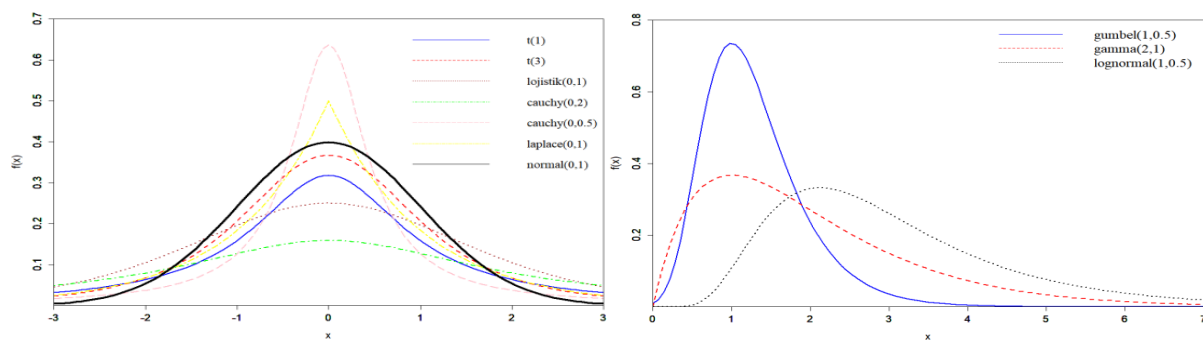 0.7
0.6
0.5
0.4
0.3
0.2
0.1
f(x)
t(1)
t(3)
lojistik(0,1)
cauchy(0,2)
cauchy(0,0.5)
laplace(0,1)
normal(0,1)
-3 -2 -1 0 1 2 3
x
0.8
0.6
0.4
0.2
f(x)
gumbel(1,0.5)
gamma(2,1)
lognormal(1,0.5)
0 1 2 3 4 5 6 7
x